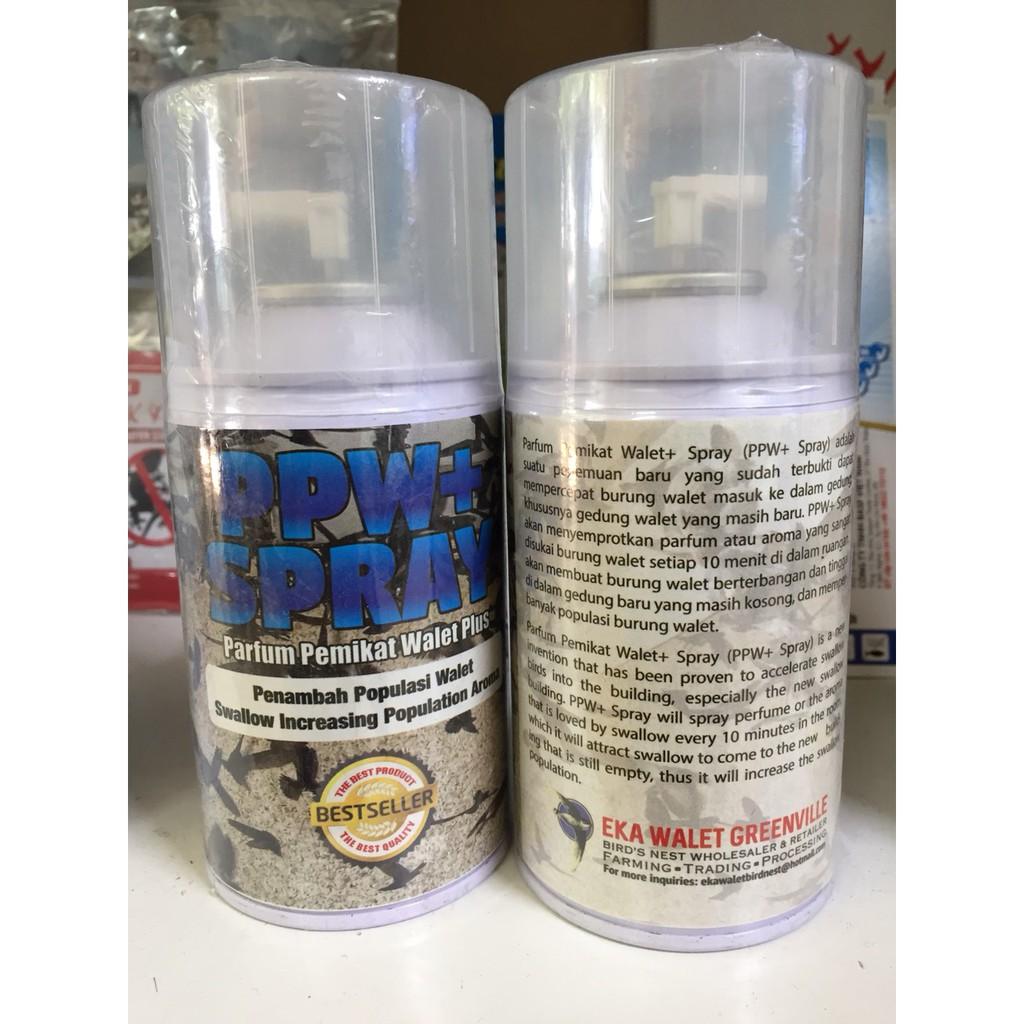 PPW+
SPRAY
Parfum Pemikat Walet Plus
Penambah Populasi Walet
Swallow Increasing Population Aroma
THE BEST PRODUCT
BESTSELLER
THE BEST QUALITY
Parfum Pemikat Walet+ Spray (PPW+ Spray) adalah
suatu penemuan baru yang sudah terbukti dapat
mempercepat burung walet masuk ke dalam gedung
khususnya gedung walet yang masih baru. PPW+ Spray
akan menyemprotkan parfum atau aroma yang sangat
disukai burung walet setiap 10 menit di dalam ruangan,
akan membuat burung walet berterbangan dan tinggal
di dalam gedung baru yang masih kosong, dan memper-
banyak populasi burung walet.
Parfum Pemikat Walet+ Spray (PPW+ Spray) is a new
invention that has been proven to accelerate swallow
birds into the building, especially the new swallow
building. PPW+ Spray will spray perfume or the aroma
that is loved by swallow every 10 minutes in the room,
which it will attract swallow to come to the new build-
ing that is still empty, thus it will increase the swallow
population.
EKA WALET GREENVILLE
BIRD'S NEST WHOLESALER & RETAILER
FARMING ▪ TRADING ▪ PROCESSING
For more inquiries: ekawaletbirdnest@hotmail.com